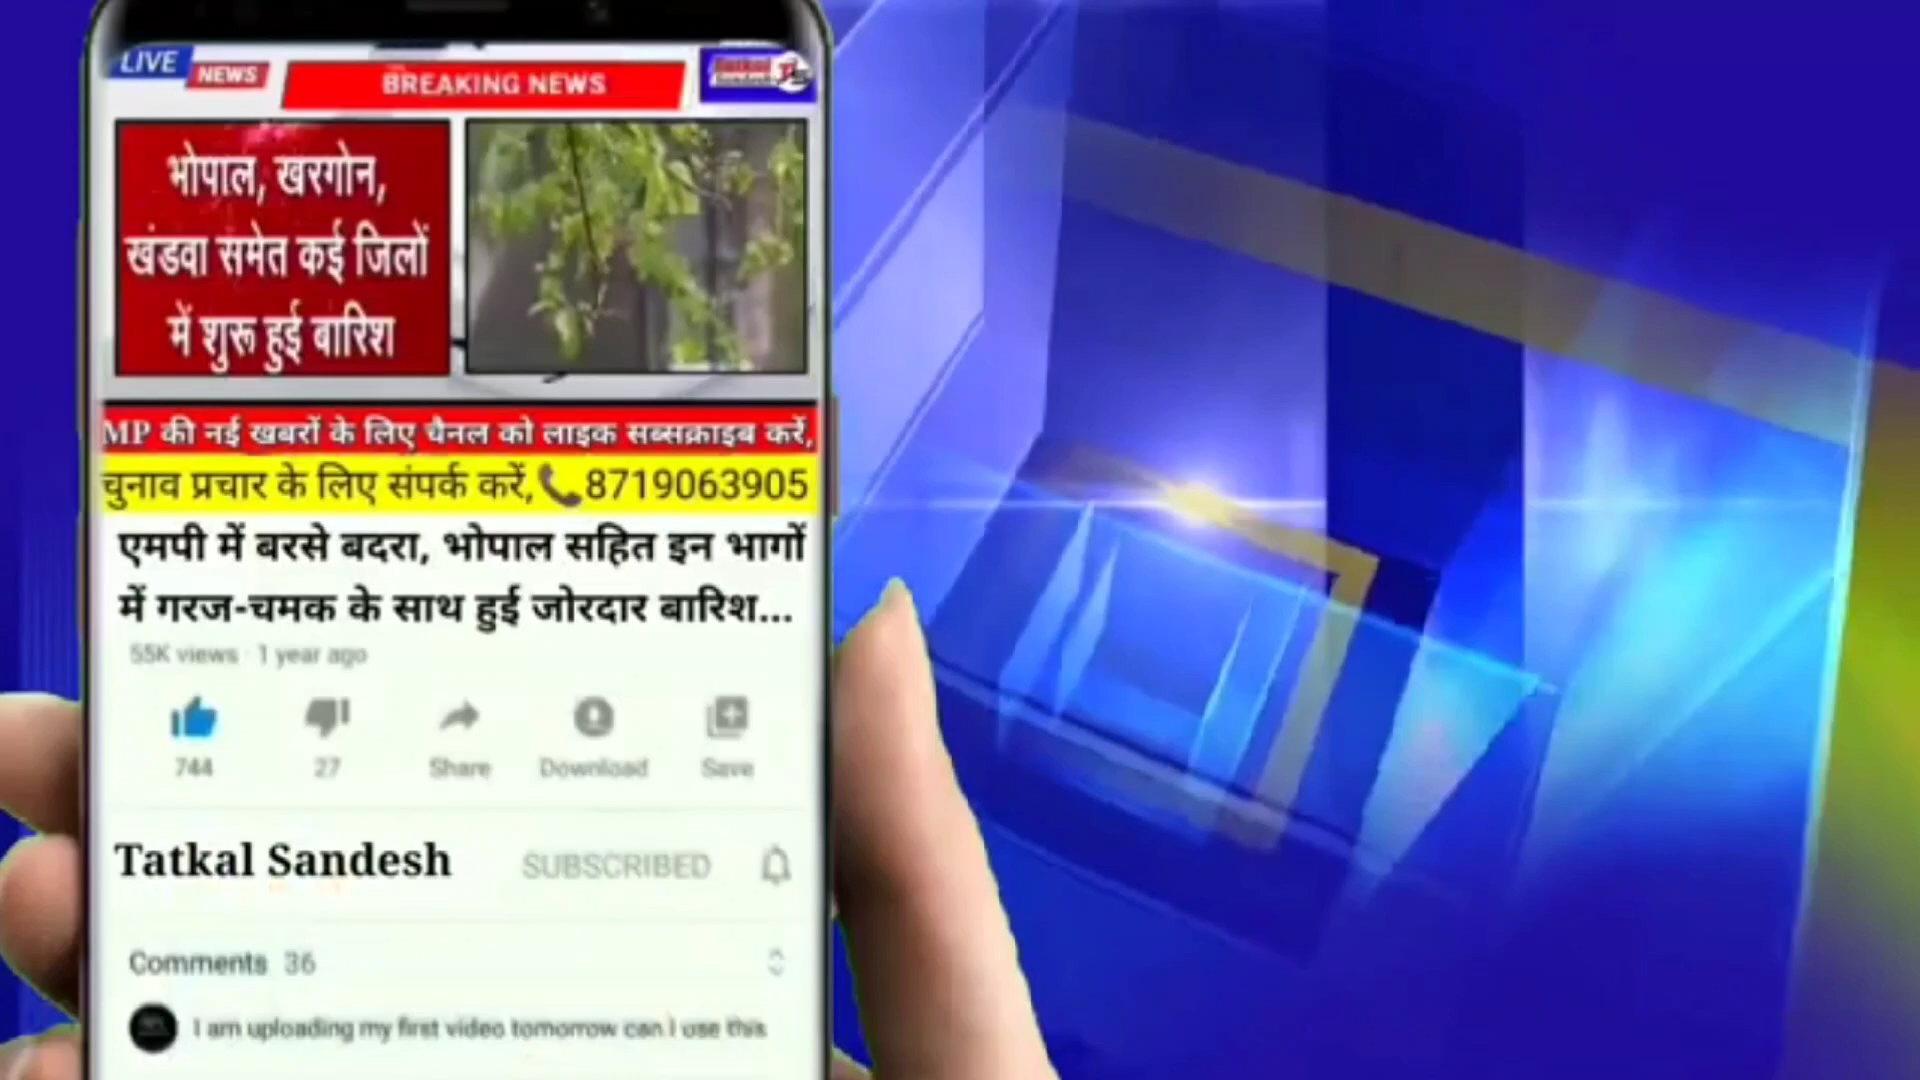 LIVE
NEWS
BREAKING NEWS
भोपाल, खरगोन,
खंडवा समेत कई जिलों
में शुरू हुई बारिश
MP की नई खबरों के लिए चैनल को लाइक सब्सक्राइब करें,
चुनाव प्रचार के लिए संपर्क करें,📞8719063905
एमपी में बरसे बदरा, भोपाल सहित इन भागों
में गरज-चमक के साथ हुई जोरदार बारिश...
55K views · 1 year ago
744
27
Share
Download
Save
Tatkal Sandesh
SUBSCRIBED
Comments 36
I am uploading my first video tomorrow can I use this